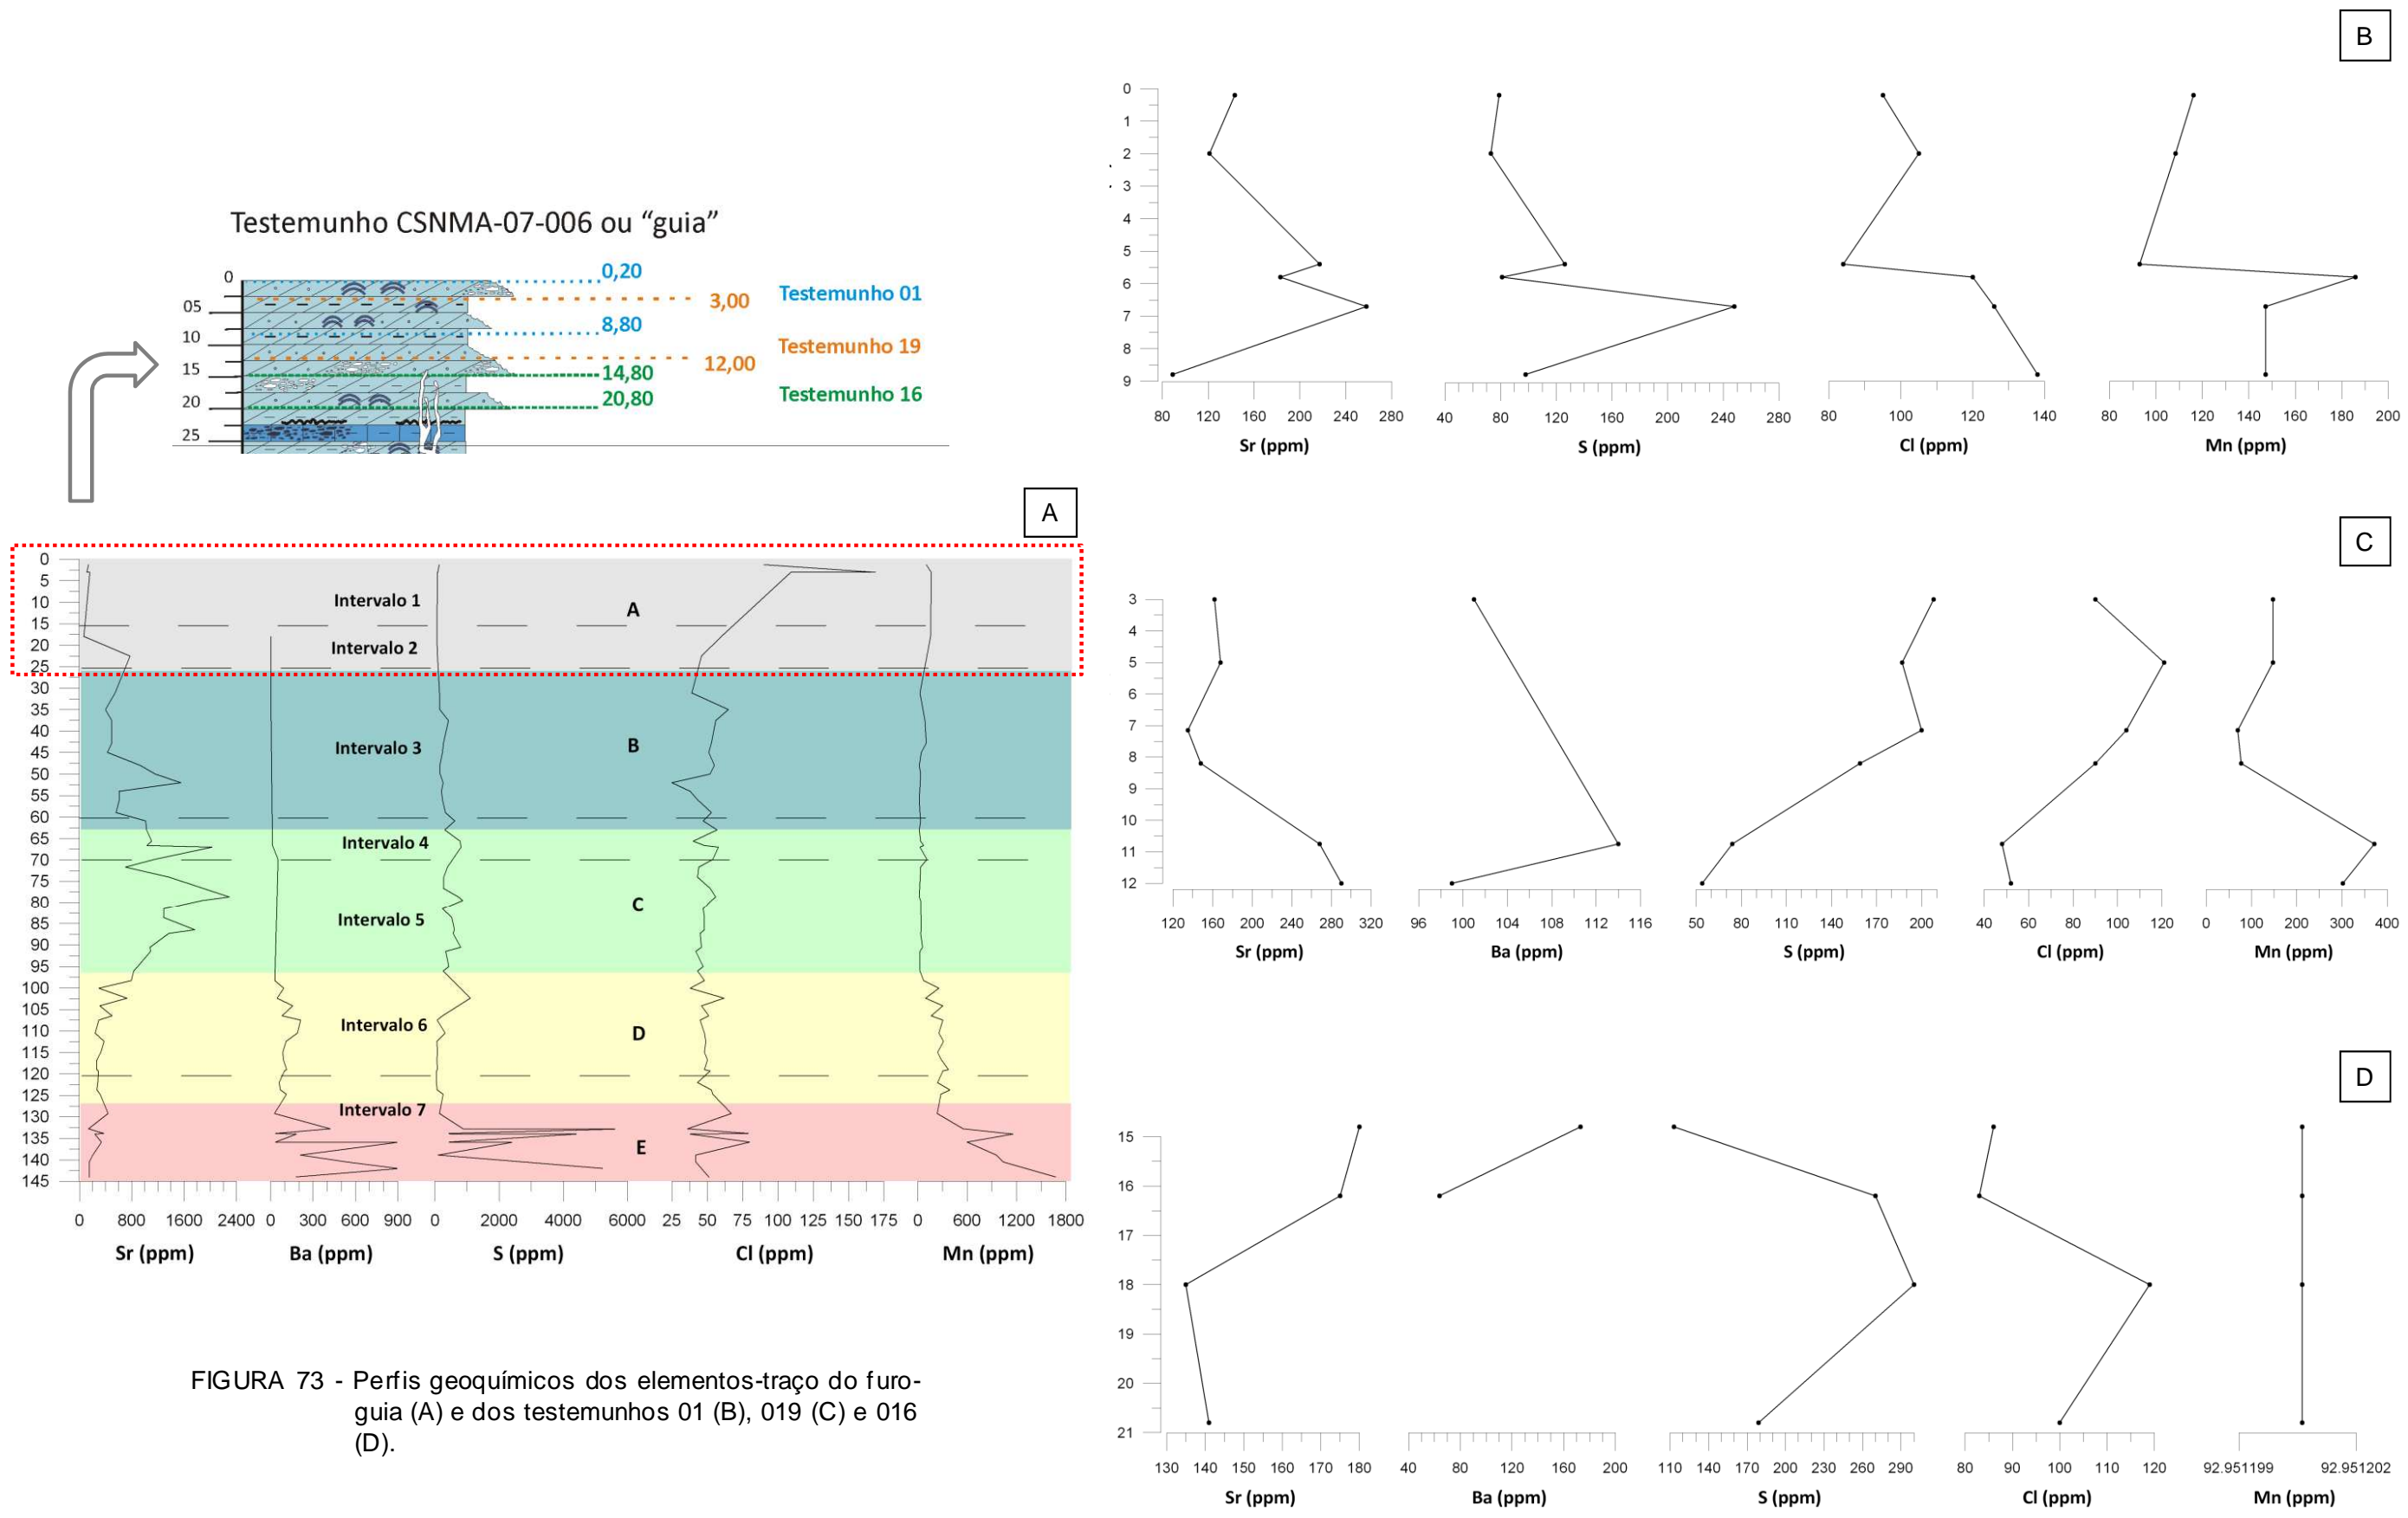 B
0
1
2
3
4
5
6
7
8
9
80 120 160 200 240 280
40 80 120 160 200 240 280
80 100 120 140
80 100 120 140 160 180 200
Sr (ppm)
S (ppm)
Cl (ppm)
Mn (ppm)
Testemunho CSNMA-07-006 ou “guia”
0
05
10
15
20
25
0,20
3,00
8,80
12,00
14,80
20,80
Testemunho 01
Testemunho 19
Testemunho 16
A
0
5
10
15
20
25
30
35
40
45
50
55
60
65
70
75
80
85
90
95
100
105
110
115
120
125
130
135
140
145
Intervalo 1
Intervalo 2
Intervalo 3
Intervalo 4
Intervalo 5
Intervalo 6
Intervalo 7
A
B
C
D
E
0 800 1600 2400
0 300 600 900
0 2000 4000 6000
25 50 75 100 125 150 175
0 600 1200 1800
Sr (ppm)
Ba (ppm)
S (ppm)
Cl (ppm)
Mn (ppm)
C
3
4
5
6
7
8
9
10
11
12
120 160 200 240 280 320
96 100 104 108 112 116
50 80 110 140 170 200
40 60 80 100 120
0 100 200 300 400
Sr (ppm)
Ba (ppm)
S (ppm)
Cl (ppm)
Mn (ppm)
D
15
16
17
18
19
20
21
130 140 150 160 170 180
40 80 120 160 200
110 140 170 200 230 260 290
80 90 100 110 120
92.951199 92.951202
Sr (ppm)
Ba (ppm)
S (ppm)
Cl (ppm)
Mn (ppm)
FIGURA 73 - Perfis geoquímicos dos elementos-traço do furo-
guia (A) e dos testemunhos 01 (B), 019 (C) e 016
(D).